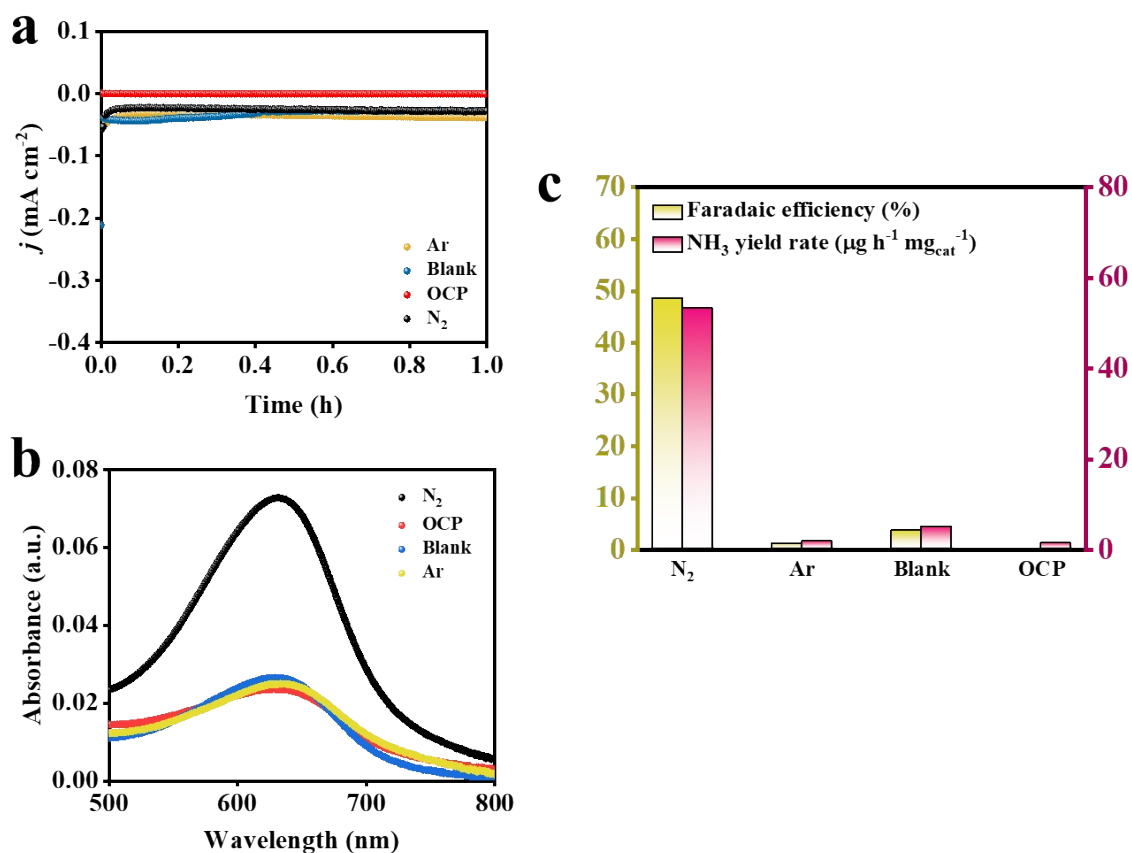 a
0.1
0.0
-0.1
-0.2
-0.3
-0.4
j (mA cm⁻²)
Ar
Blank
OCP
N₂
0.0 0.2 0.4 0.6 0.8 1.0
Time (h)
b
0.08
0.06
0.04
0.02
0.00
Absorbance (a.u.)
N₂
OCP
Blank
Ar
500 600 700 800
Wavelength (nm)
c
70
60
50
40
30
20
10
0
Faradaic efficiency (%)
NH₃ yield rate (μg h⁻¹ mg_cat⁻¹)
80
60
40
20
0
N₂ Ar Blank OCP